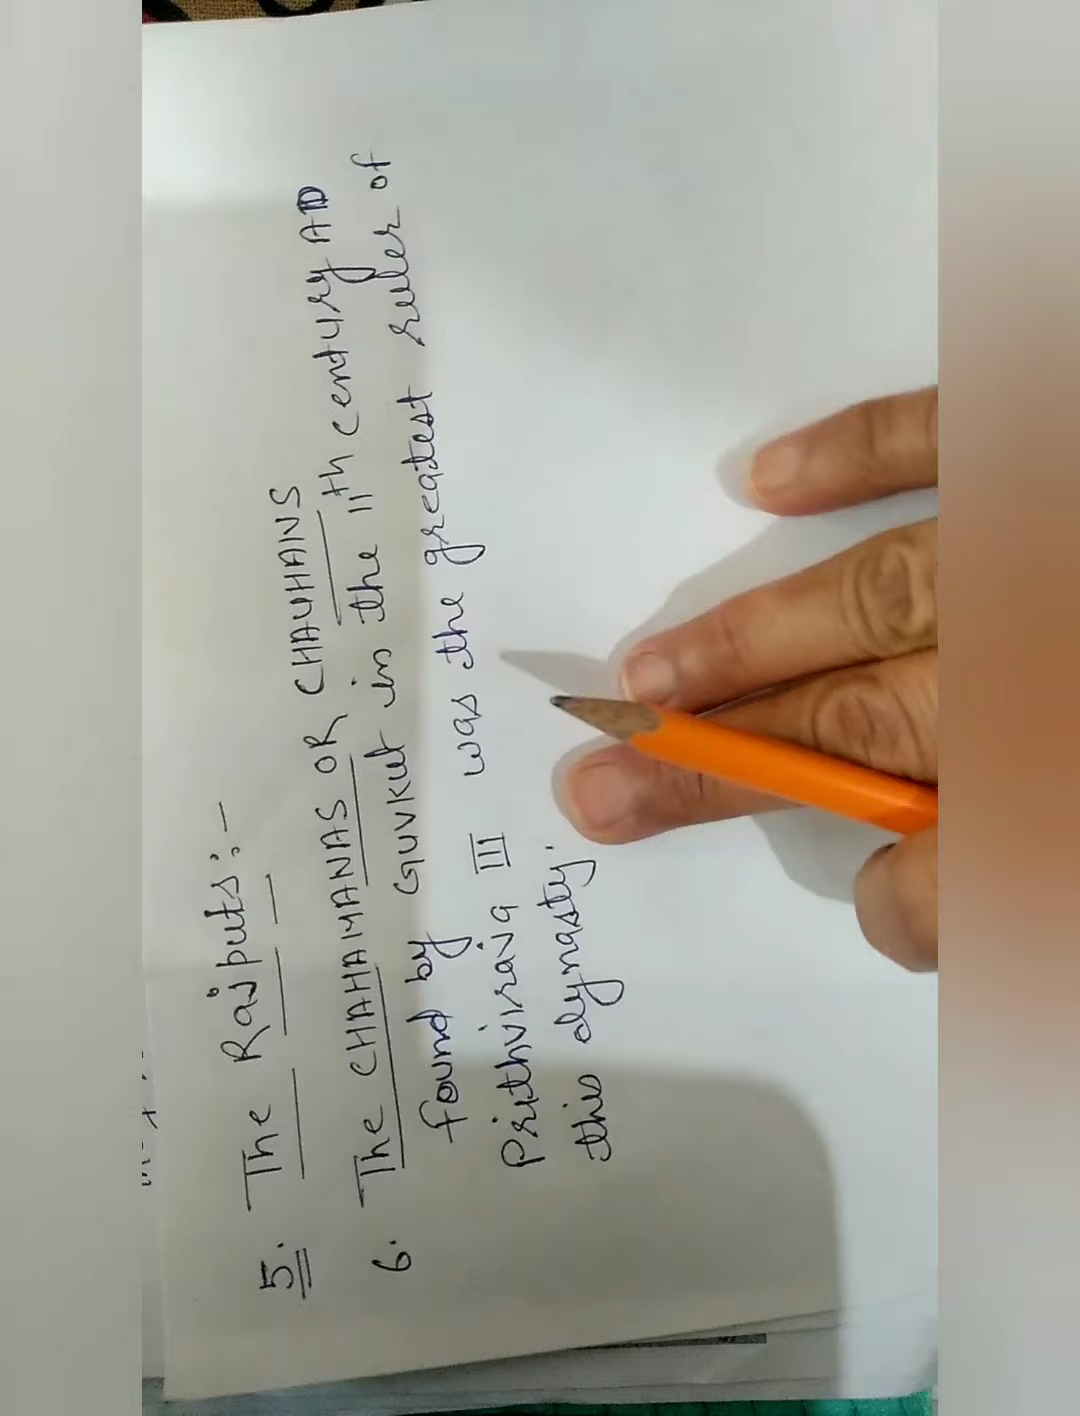 5. The Rajputs:-
6. The CHAHAMANAS OR CHAUHANS
found by Guvkut in the 11th century AD
Prithviraja III was the greatest ruler of
this dynasty.